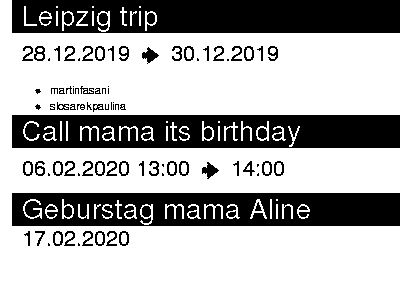 Leipzig trip
28.12.2019 → 30.12.2019
• martinfasani
• slosarekpaulina
Call mama its birthday
06.02.2020 13:00 → 14:00
Geburstag mama Aline
17.02.2020